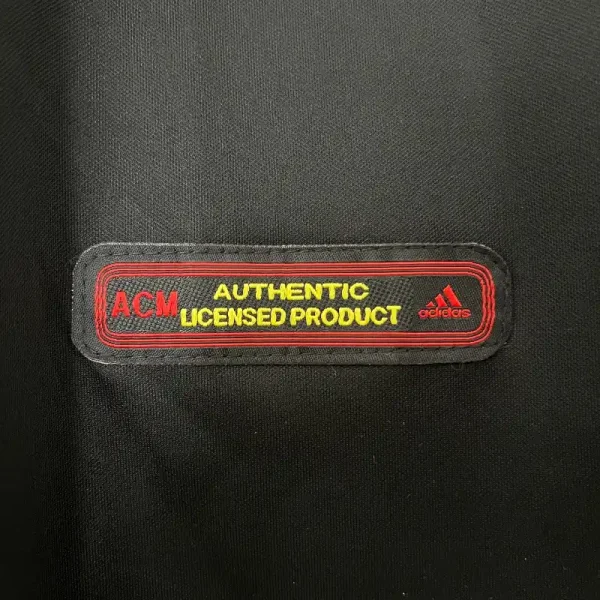 ACM
AUTHENTIC
LICENSED PRODUCT
adidas